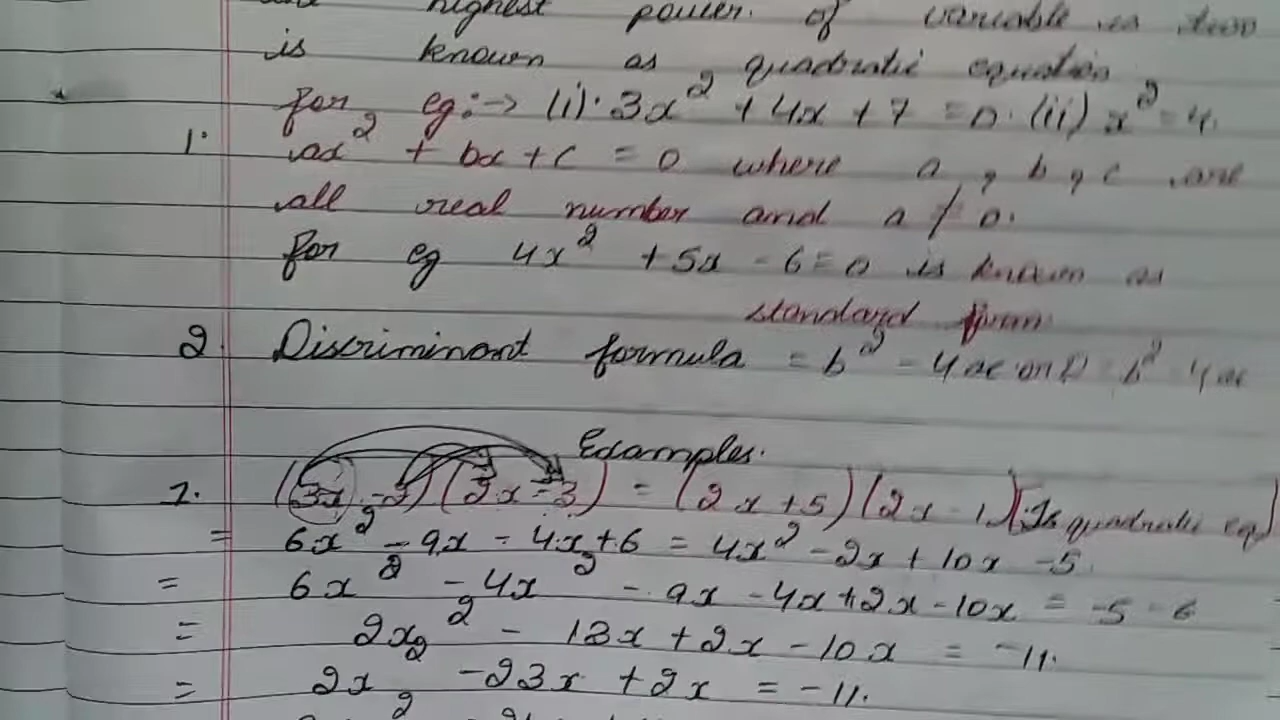 highest power. of variable is two
is known as quadratic equation
for eg:→ (i). 3x² + 4x + 7 = 0. (ii) x² = 4.
1. ax² + bx + c = 0 where a, b, c are
all real number and a ≠ 0.
for eg 4x² + 5x - 6 = 0 is known as
standard
2. Discriminant formula = b² - 4ac or D = b² 4ac
Examples.
1. (3x - 2) (2x - 3) = (2x + 5) (2x - 1) [Is quadratic eq]
= 6x² - 9x - 4x + 6 = 4x² - 2x + 10x - 5
= 6x² - 4x² - 9x - 4x + 2x - 10x = -5 - 6
= 2x² - 13x + 2x - 10x = -11.
= 2x² - 23x + 2x = -11.